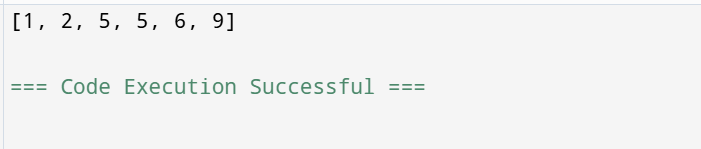 [1, 2, 5, 5, 6, 9]
=== Code Execution Successful ===